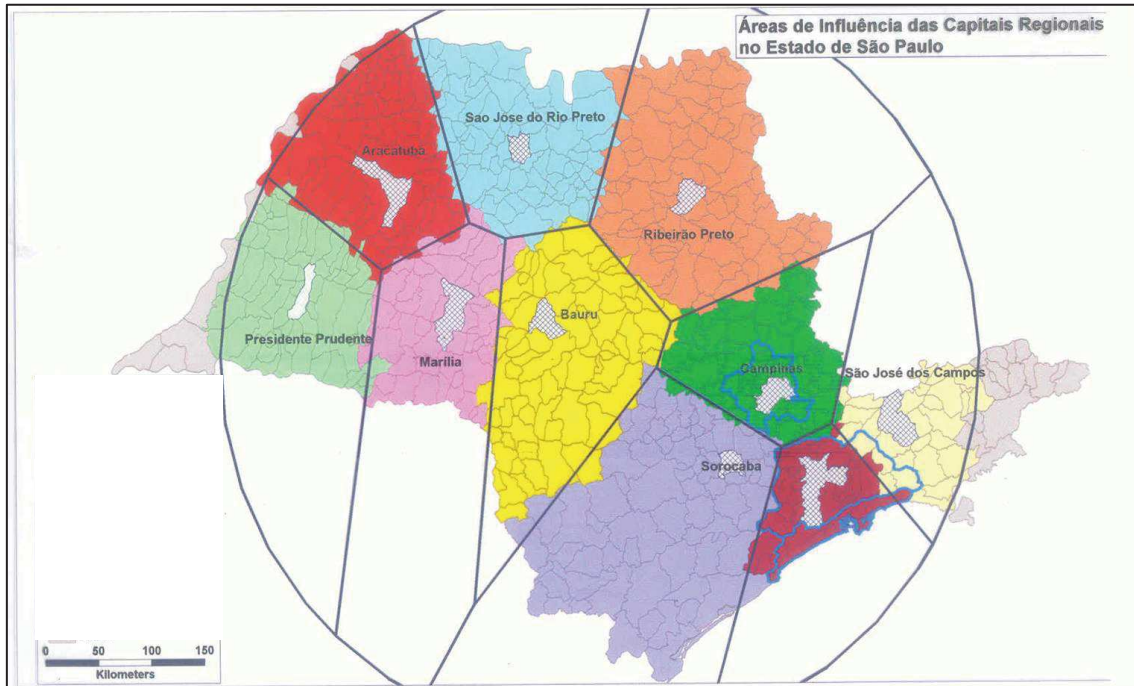 Áreas de Influência das Capitais Regionais
no Estado de São Paulo
Sao Jose do Rio Preto
Aracatuba
Ribeirão Preto
Bauru
Presidente Prudente
Marília
Campinas
São José dos Campos
Sorocaba
0 50 100 150
Kilometers